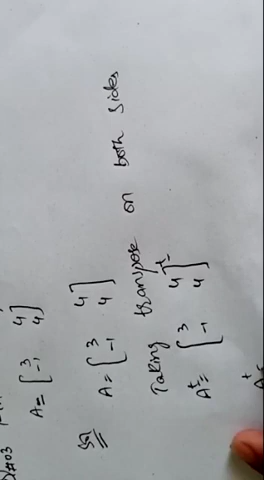 Q#03
A = [3 4
-1 4]
Sol
A = [3 4
-1 4]
Taking transpose on both sides
Aᵗ = [3 4
-1 4]ᵗ
Aᵗ =